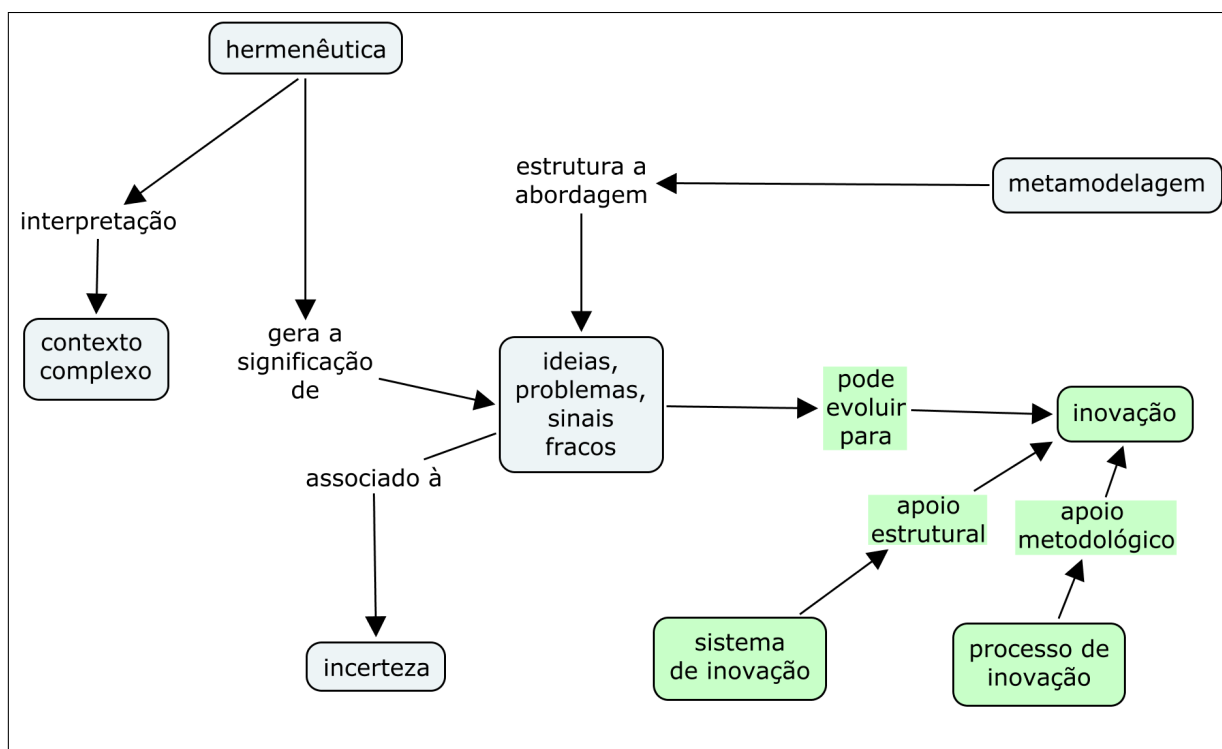 hermenêutica
estrutura a
abordagem
metamodelagem
interpretação
contexto
complexo
gera a
significação
de
ideias,
problemas,
sinais
fracos
pode
evoluir
para
inovação
associado à
apoio
estrutural
apoio
metodológico
incerteza
sistema
de inovação
processo de
inovação